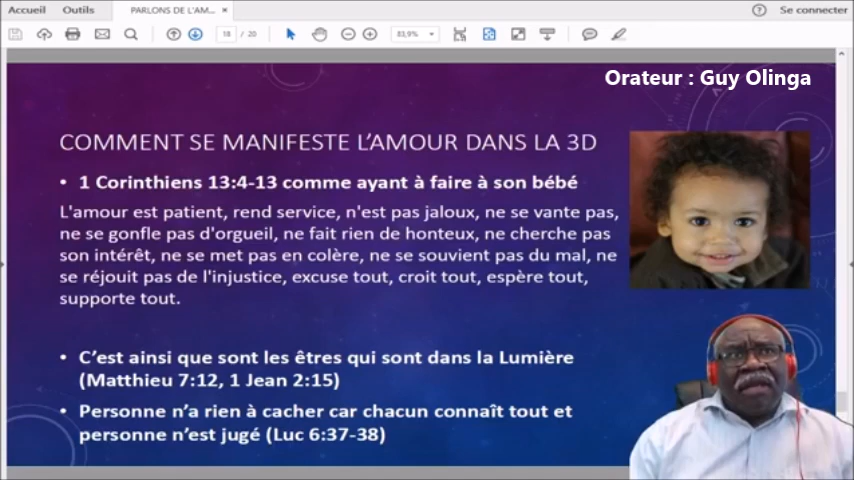 Accueil Outils PARLONS DE L'AM... × Se connecter
18 / 20 83,9%
Orateur : Guy Olinga
COMMENT SE MANIFESTE L'AMOUR DANS LA 3D
• 1 Corinthiens 13:4-13 comme ayant à faire à son bébé
L'amour est patient, rend service, n'est pas jaloux, ne se vante pas,
ne se gonfle pas d'orgueil, ne fait rien de honteux, ne cherche pas
son intérêt, ne se met pas en colère, ne se souvient pas du mal, ne
se réjouit pas de l'injustice, excuse tout, croit tout, espère tout,
supporte tout.
• C'est ainsi que sont les êtres qui sont dans la Lumière
(Matthieu 7:12, 1 Jean 2:15)
• Personne n'a rien à cacher car chacun connaît tout et
personne n'est jugé (Luc 6:37-38)